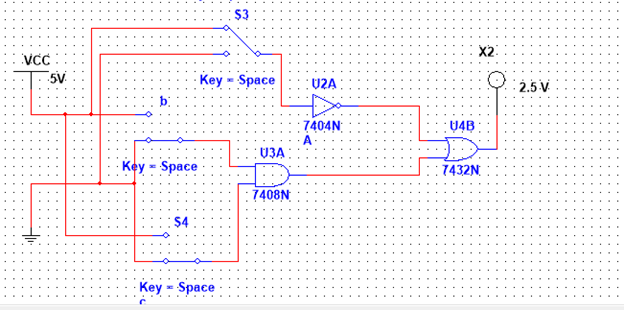 S3
VCC
5V
Key = Space
X2
2.5 V
b
U2A
7404N
A
U4B
7432N
Key = Space
U3A
7408N
S4
Key = Space